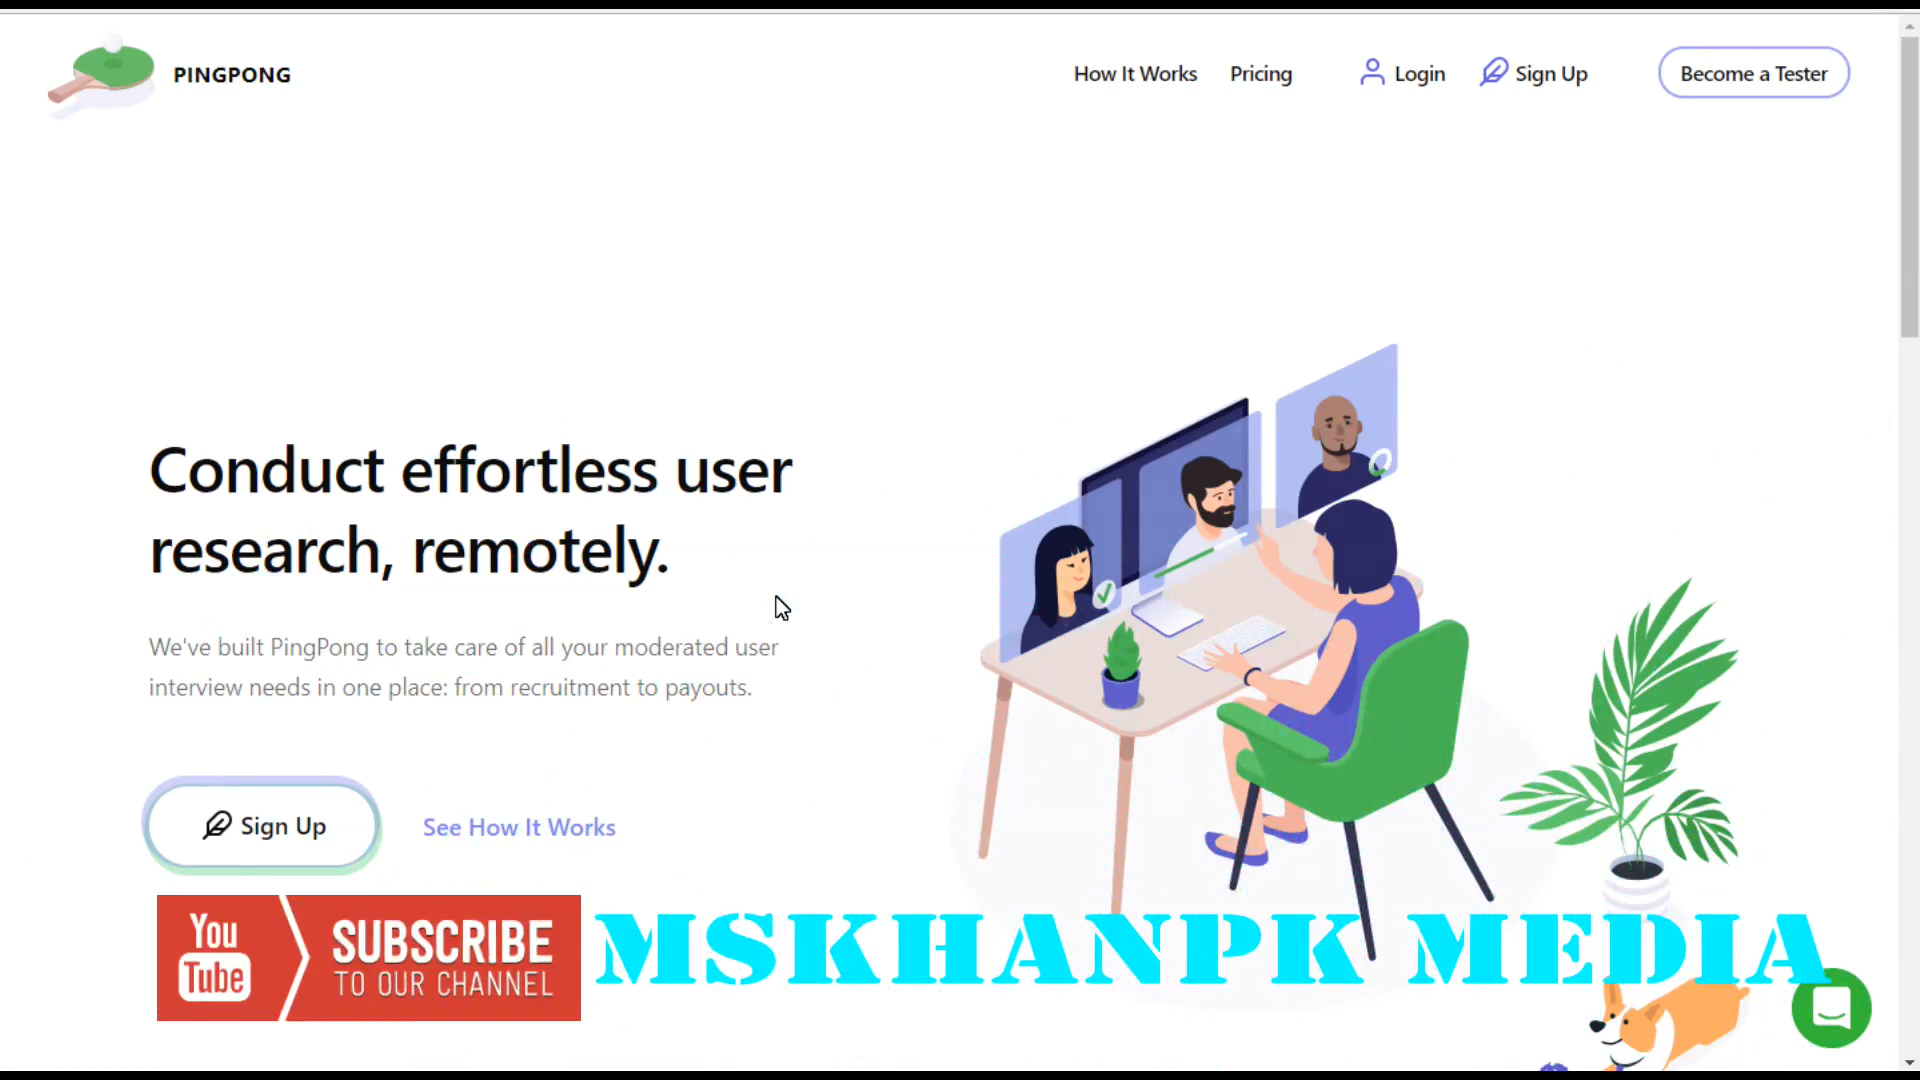 PINGPONG
How It Works
Pricing
Login
Sign Up
Become a Tester
Conduct effortless user
research, remotely.
We've built PingPong to take care of all your moderated user
interview needs in one place: from recruitment to payouts.
Sign Up
See How It Works
You
Tube
SUBSCRIBE
TO OUR CHANNEL
MSKHANPK MEDIA